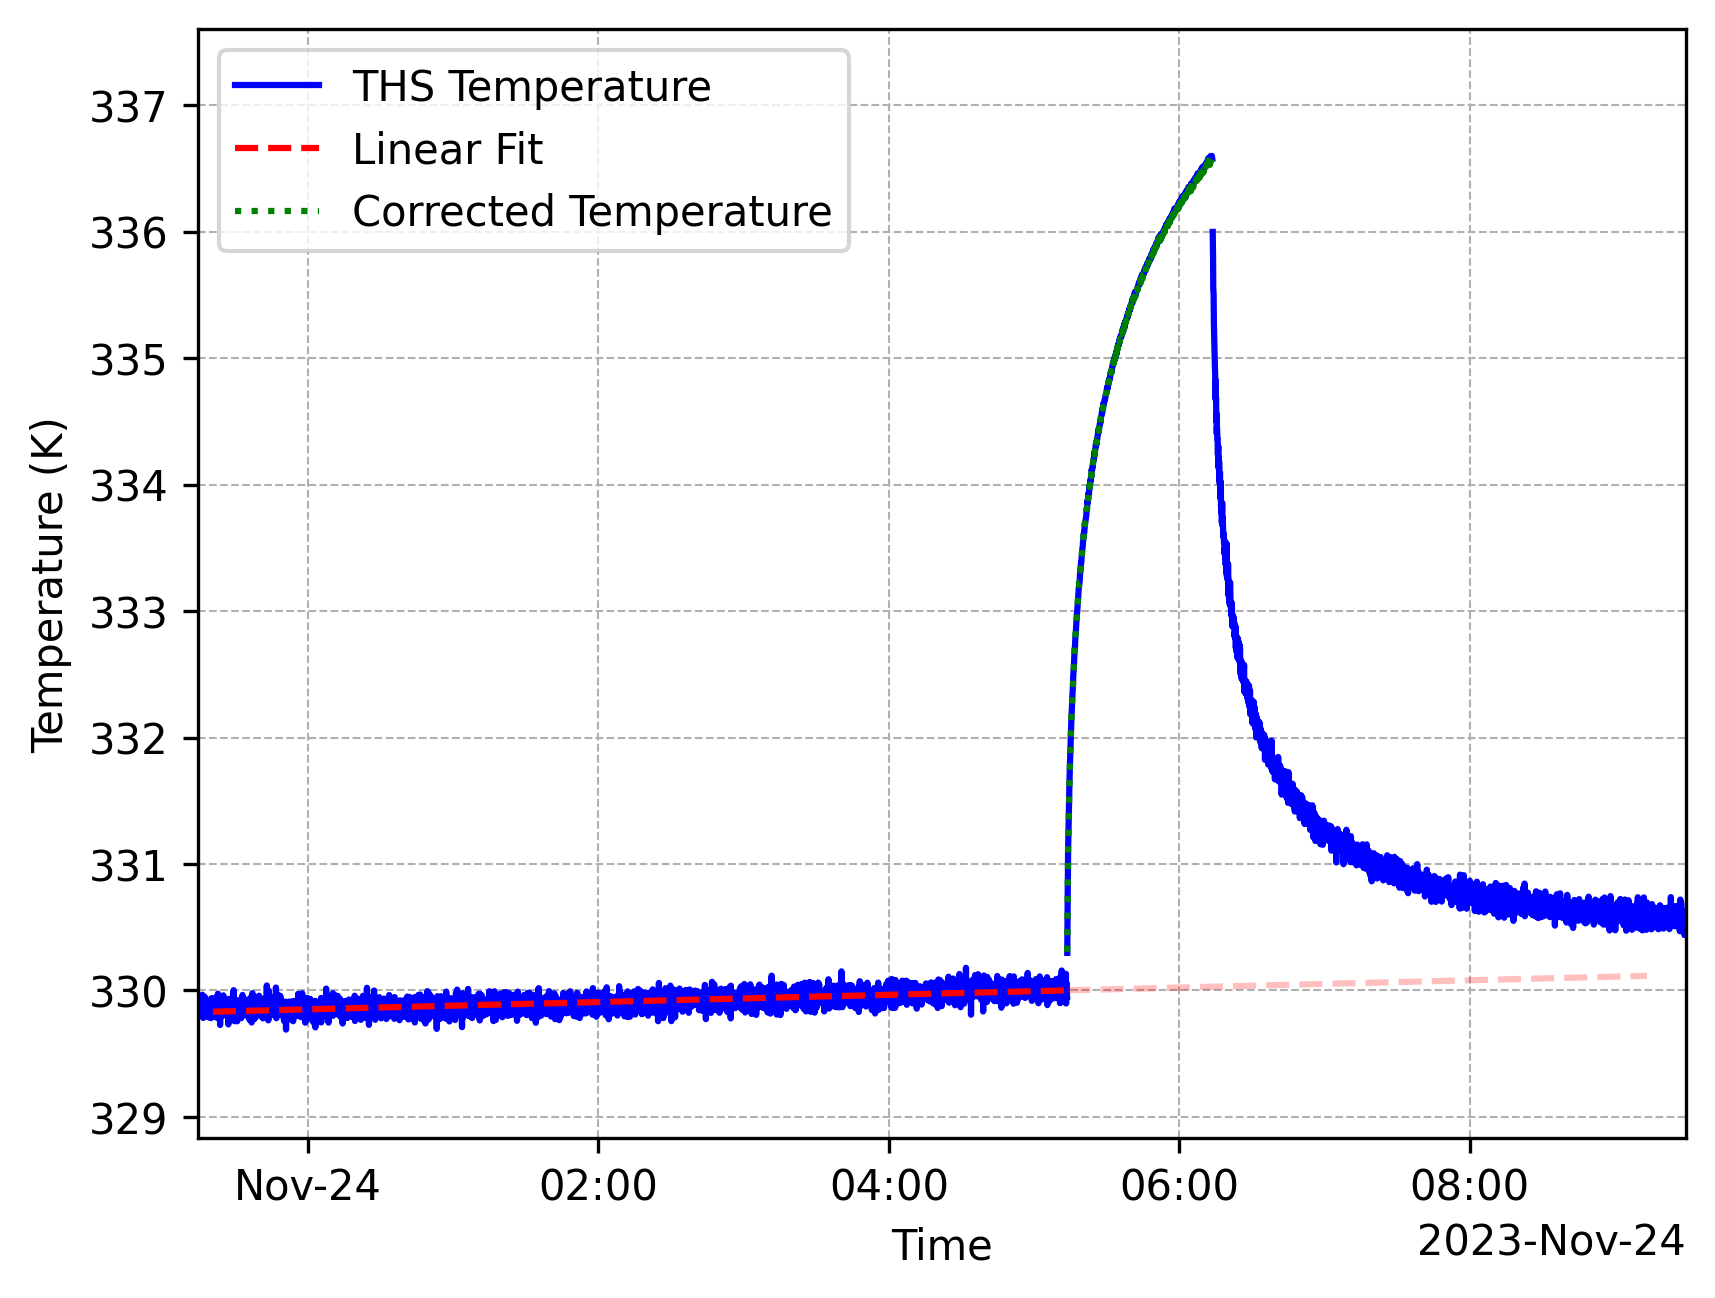 THS Temperature
Linear Fit
Corrected Temperature
Temperature (K)
337
336
335
334
333
332
331
330
329
Nov-24 02:00 04:00 06:00 08:00
Time
2023-Nov-24